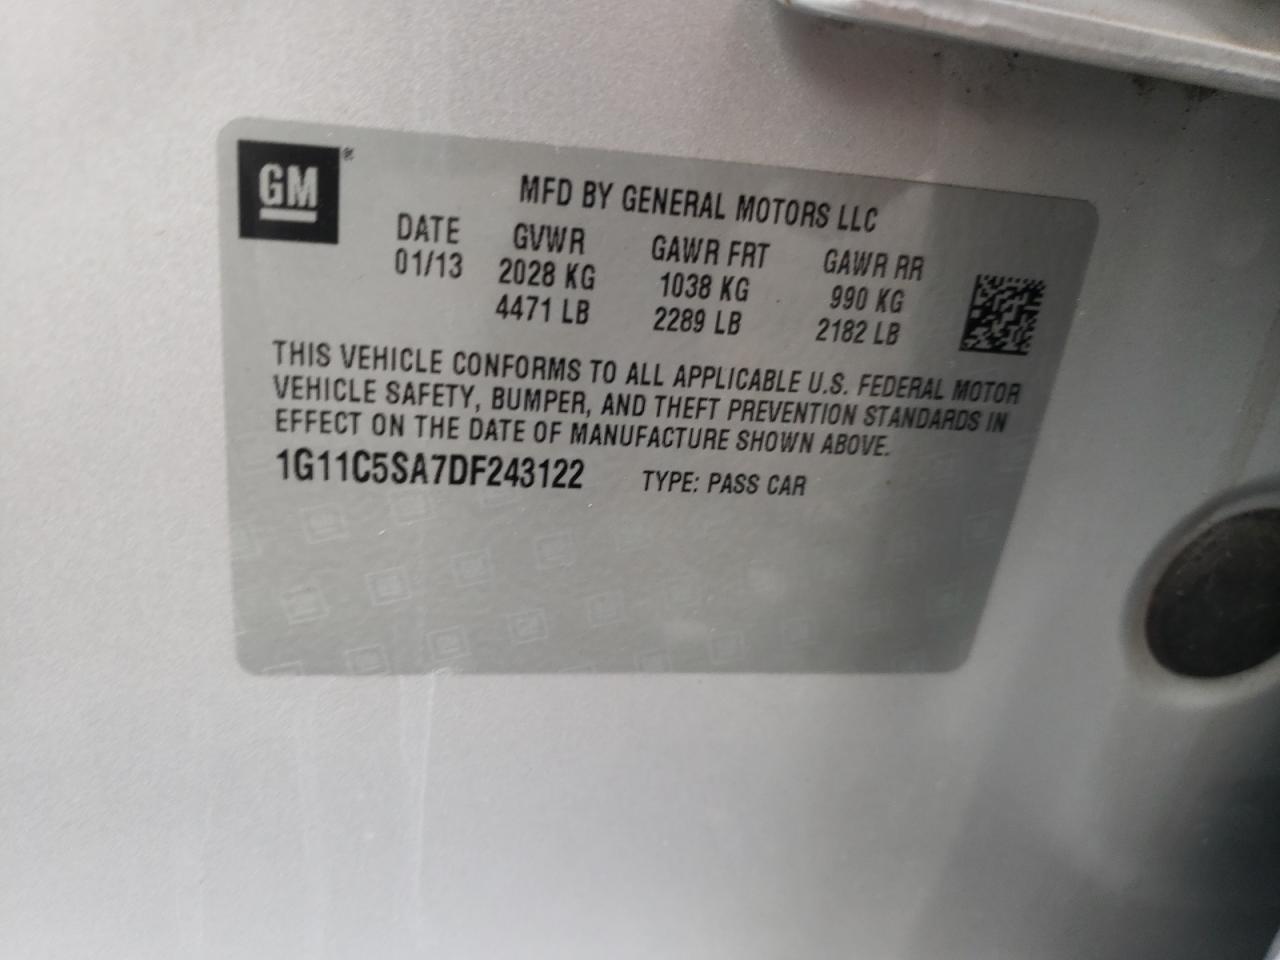 GM®
MFD BY GENERAL MOTORS LLC
DATE GVWR GAWR FRT GAWR RR
01/13 2028 KG 1038 KG 990 KG
4471 LB 2289 LB 2182 LB
THIS VEHICLE CONFORMS TO ALL APPLICABLE U.S. FEDERAL MOTOR
VEHICLE SAFETY, BUMPER, AND THEFT PREVENTION STANDARDS IN
EFFECT ON THE DATE OF MANUFACTURE SHOWN ABOVE.
1G11C5SA7DF243122 TYPE: PASS CAR